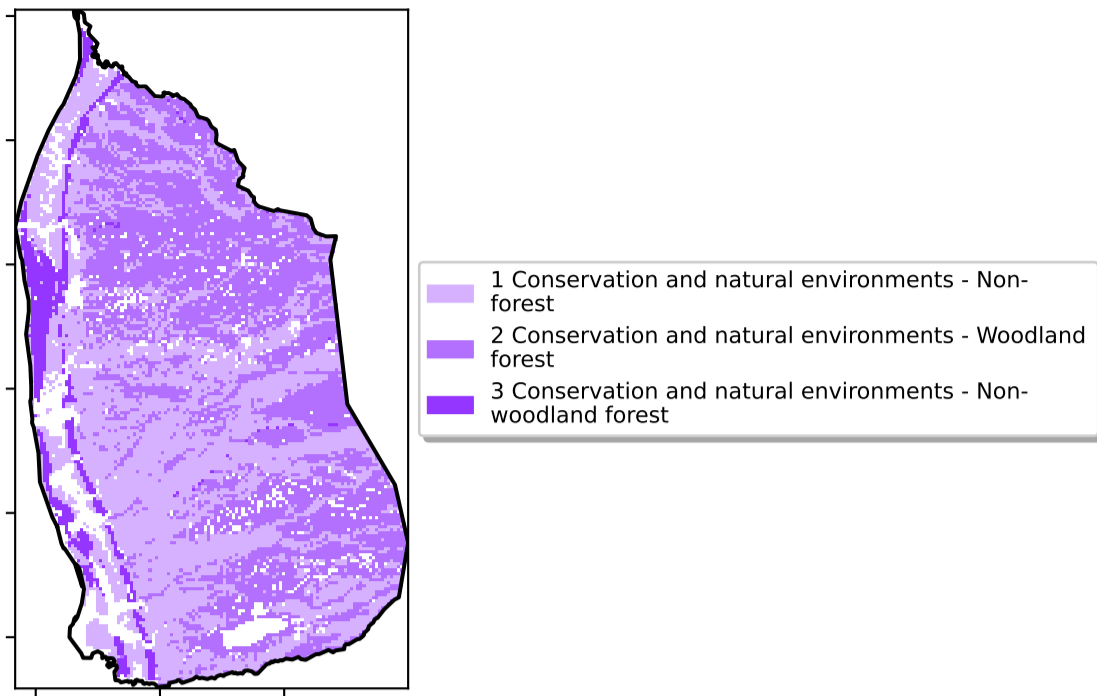 1 Conservation and natural environments - Non-
forest
2 Conservation and natural environments - Woodland
forest
3 Conservation and natural environments - Non-
woodland forest